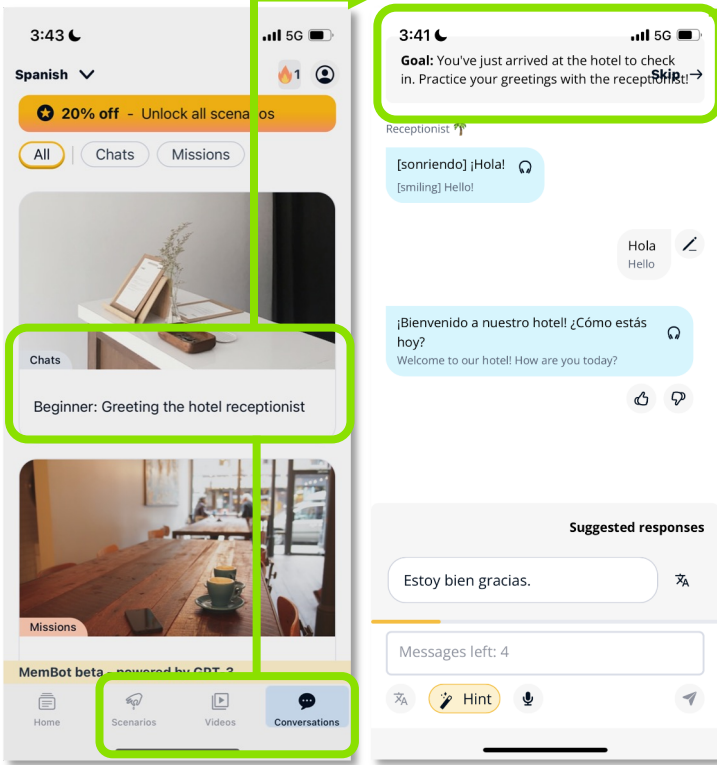 3:43
5G
Spanish
1
20% off - Unlock all scenarios
All
Chats
Missions
Chats
Beginner: Greeting the hotel receptionist
Missions
MemBot beta - powered by GPT-3
Home
Scenarios
Videos
Conversations
3:41
5G
Goal: You've just arrived at the hotel to check
in. Practice your greetings with the receptionist!
Skip →
Receptionist 🌴
[sonriendo] ¡Hola!
[smiling] Hello!
Hola
Hello
¡Bienvenido a nuestro hotel! ¿Cómo estás
hoy?
Welcome to our hotel! How are you today?
Suggested responses
Estoy bien gracias.
Messages left: 4
Hint